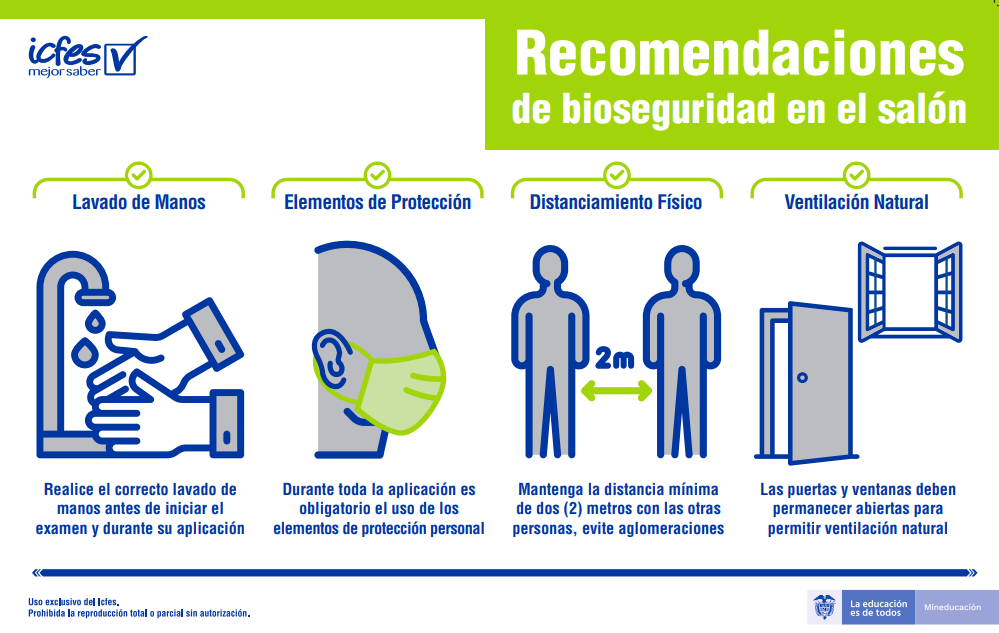 icfes
mejor saber
Recomendaciones
de bioseguridad en el salón
Lavado de Manos
Realice el correcto lavado de
manos antes de iniciar el
examen y durante su aplicación
Elementos de Protección
Durante toda la aplicación es
obligatorio el uso de los
elementos de protección personal
Distanciamiento Físico
2m
Mantenga la distancia mínima
de dos (2) metros con las otras
personas, evite aglomeraciones
Ventilación Natural
Las puertas y ventanas deben
permanecer abiertas para
permitir ventilación natural
Uso exclusivo del Icfes.
Prohibida la reproducción total o parcial sin autorización.
La educación
es de todos
Mineducación